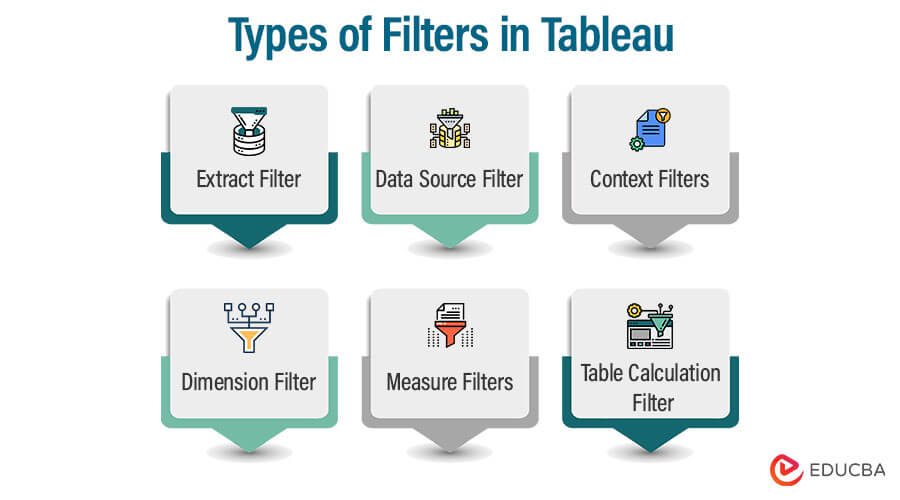 Types of Filters in Tableau
Extract Filter
Data Source Filter
Context Filters
Dimension Filter
Measure Filters
Table Calculation
Filter
EDUCBA